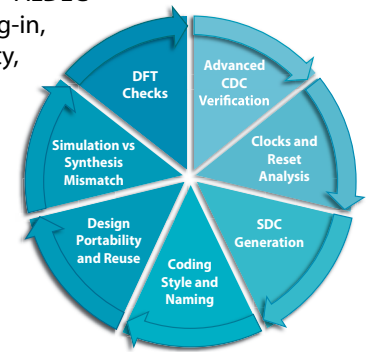 g-in,
DFT
Checks
Advanced
CDC
Verification
Clocks and
Reset
Analysis
SDC
Generation
Coding
Style and
Naming
Design
Portability
and Reuse
Simulation vs
Synthesis
Mismatch